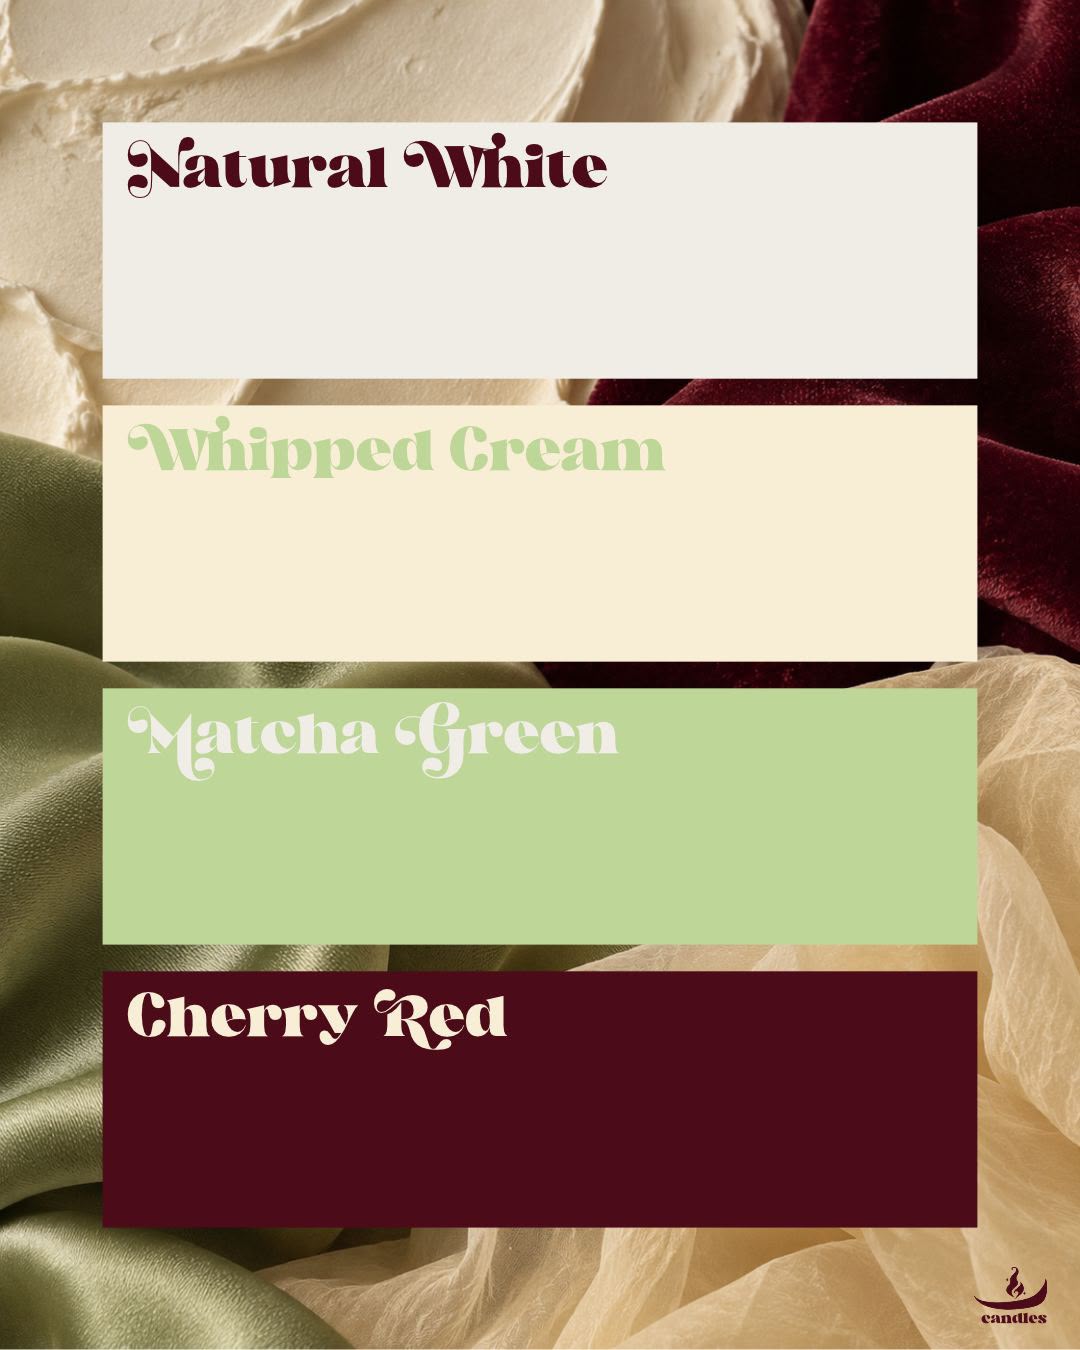 Natural White
Whipped Cream
Matcha Green
Cherry Red
candles